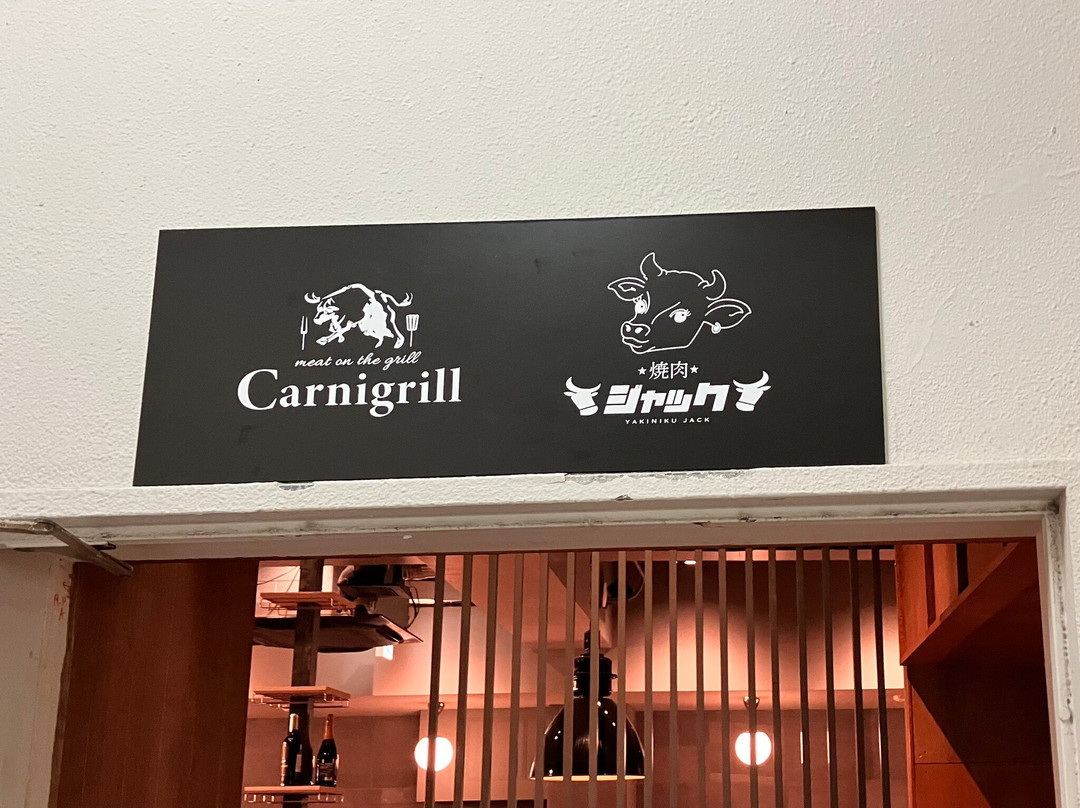 meat on the grill
Carnigrill
★焼肉★
ジャック
YAKINIKU JACK